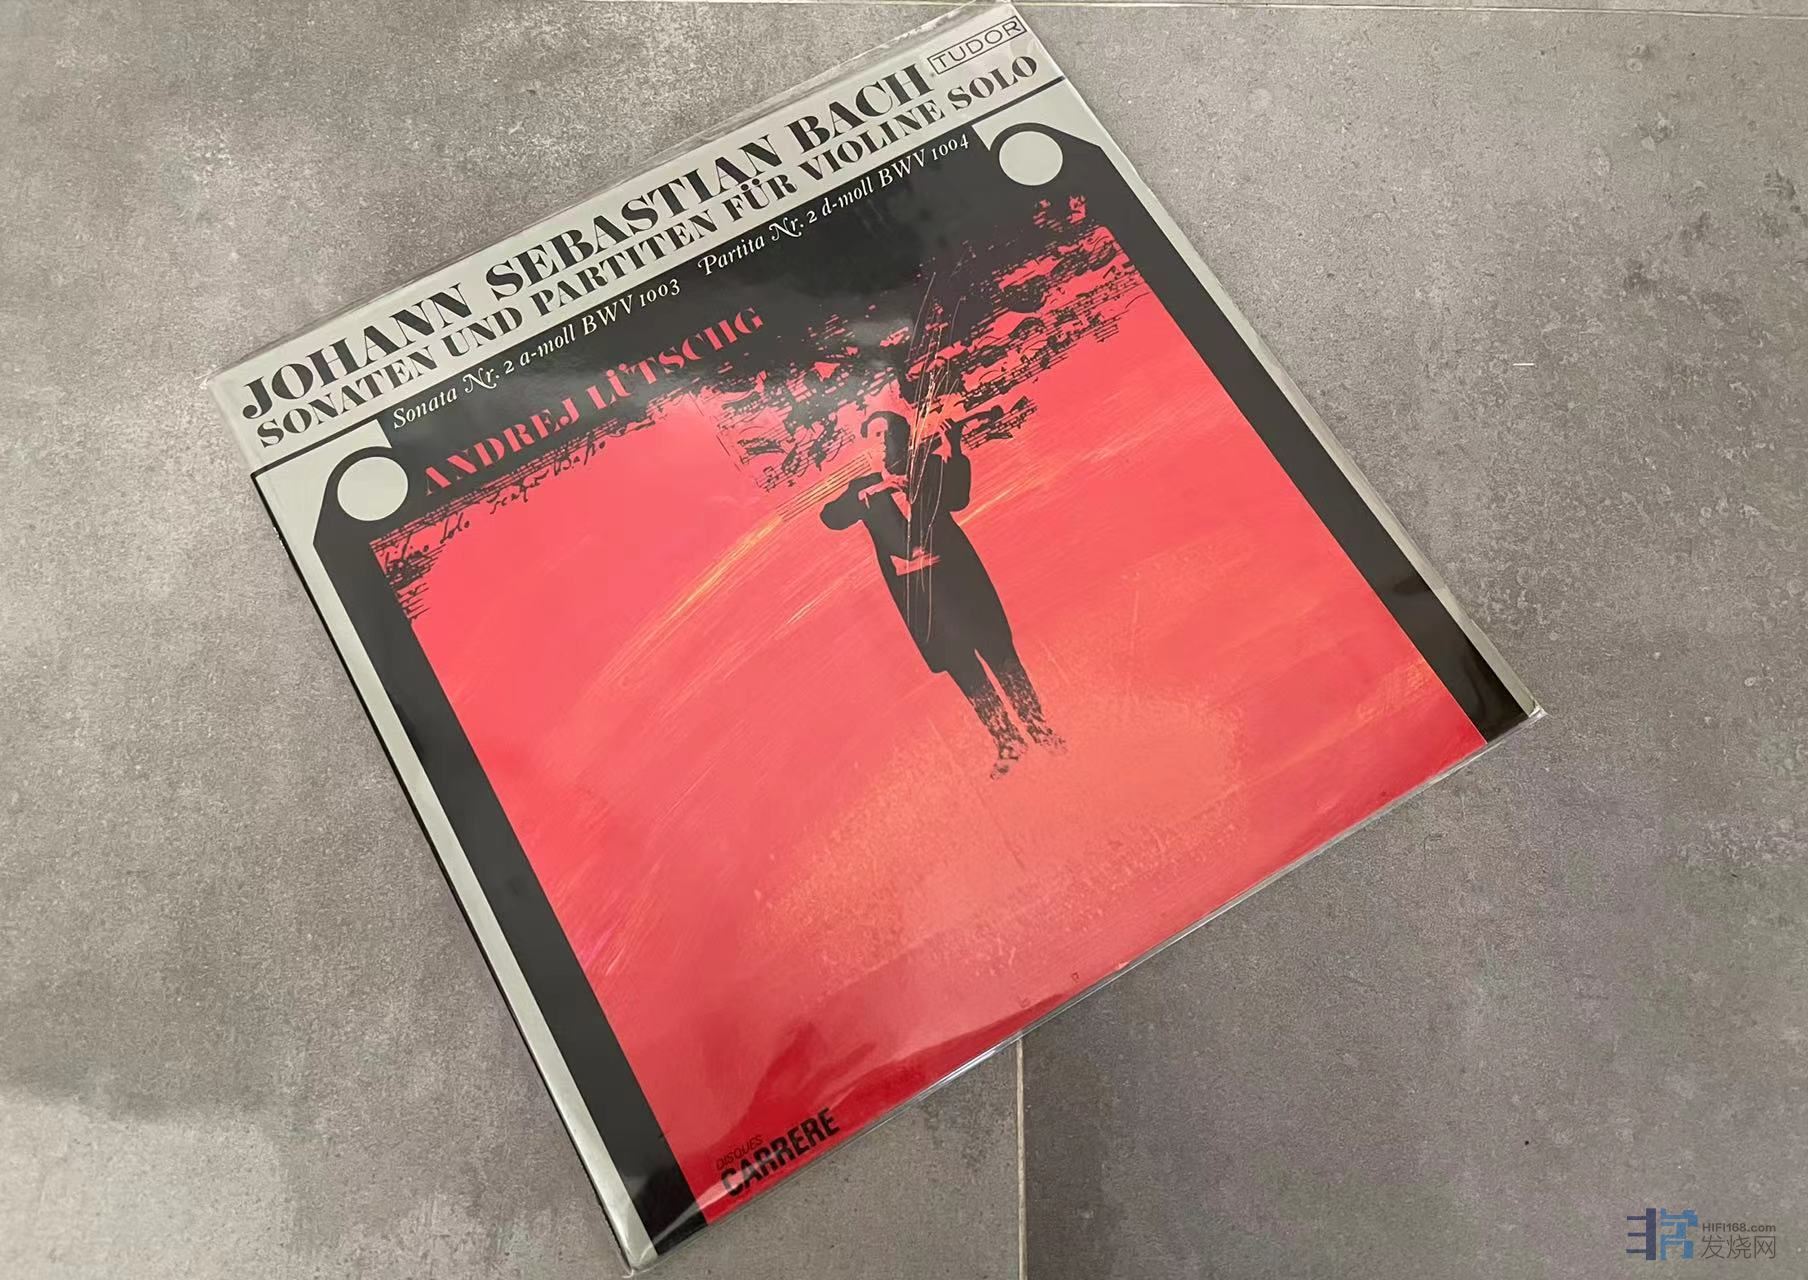 TUDOR
JOHANN SEBASTIAN BACH
SONATEN UND PARTITEN FÜR VIOLINE SOLO
Sonata Nr. 2 a-moll BWV 1003 Partita Nr. 2 d-moll BWV 1004
ANDREJ LÜTSCHG
DISQUES
CARRERE
HIFI168.com
发烧网